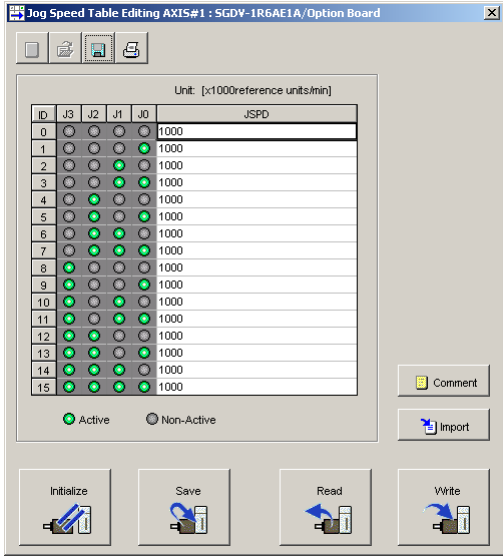 Jog Speed Table Editing AXIS#1 : SGDV-1R6AE1A/Option Board
Unit: [x1000reference units/min]
ID J3 J2 J1 J0 JSPD
0 1000
1 1000
2 1000
3 1000
4 1000
5 1000
6 1000
7 1000
8 1000
9 1000
10 1000
11 1000
12 1000
13 1000
14 1000
15 1000
Active Non-Active
Comment
Import
Initialize Save Read Write